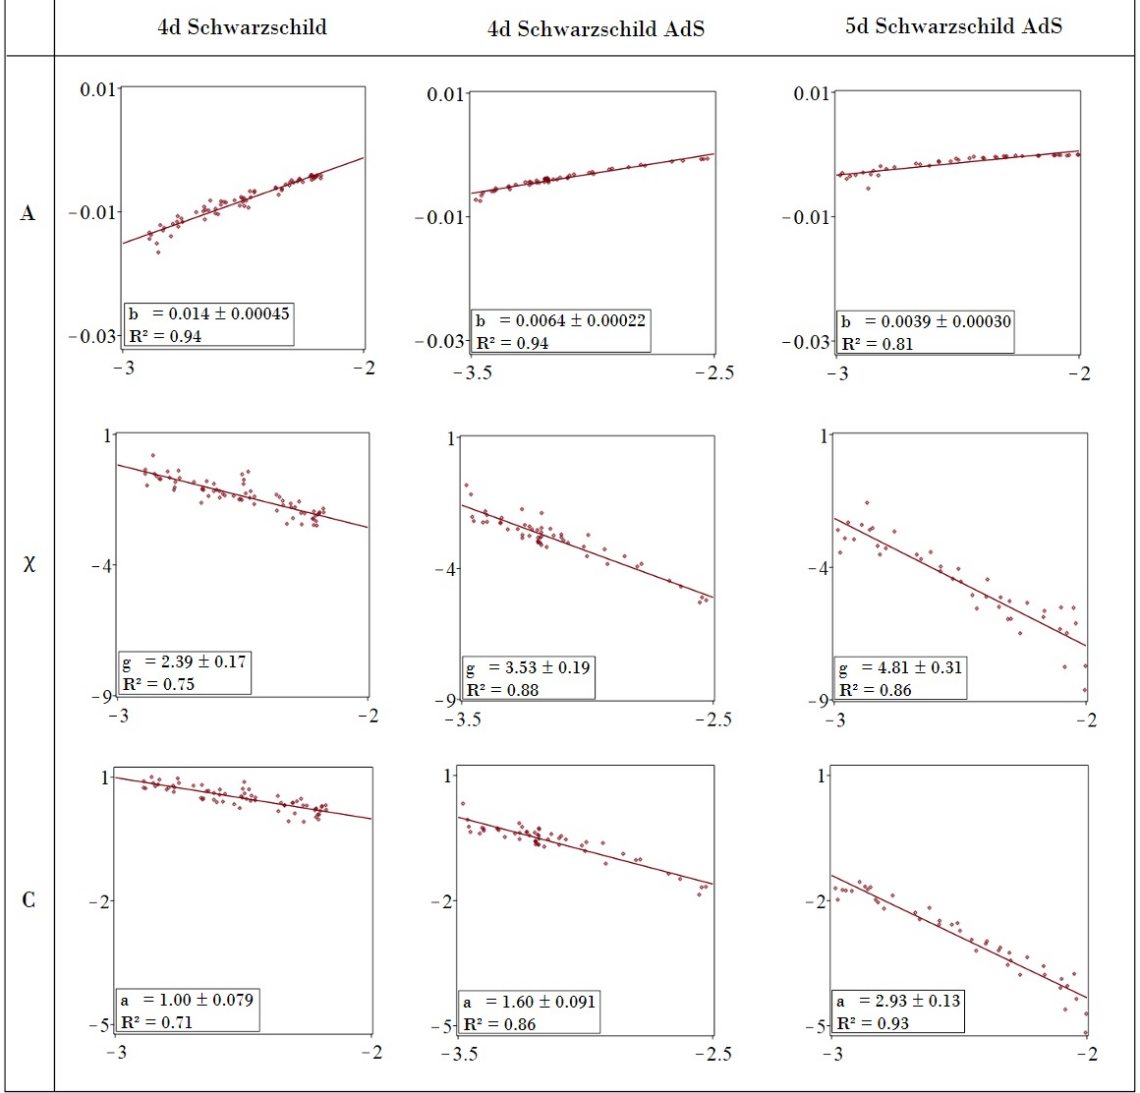 4d Schwarzschild
4d Schwarzschild AdS
5d Schwarzschild AdS
A
0.01
−0.01
−0.03
b = 0.014 ± 0.00045
R² = 0.94
−3
−2
0.01
−0.01
−0.03
b = 0.0064 ± 0.00022
R² = 0.94
−3.5
−2.5
0.01
−0.01
−0.03
b = 0.0039 ± 0.00030
R² = 0.81
−3
−2
χ
1
−4
−9
g = 2.39 ± 0.17
R² = 0.75
−3
−2
1
−4
−9
g = 3.53 ± 0.19
R² = 0.88
−3.5
−2.5
1
−4
−9
g = 4.81 ± 0.31
R² = 0.86
−3
−2
C
1
−2
−5
a = 1.00 ± 0.079
R² = 0.71
−3
−2
1
−2
−5
a = 1.60 ± 0.091
R² = 0.86
−3.5
−2.5
1
−2
−5
a = 2.93 ± 0.13
R² = 0.93
−3
−2